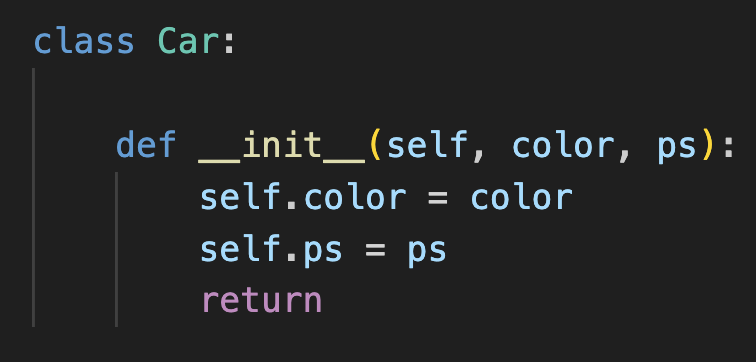 class Car:
    def __init__(self, color, ps):
        self.color = color
        self.ps = ps
        return